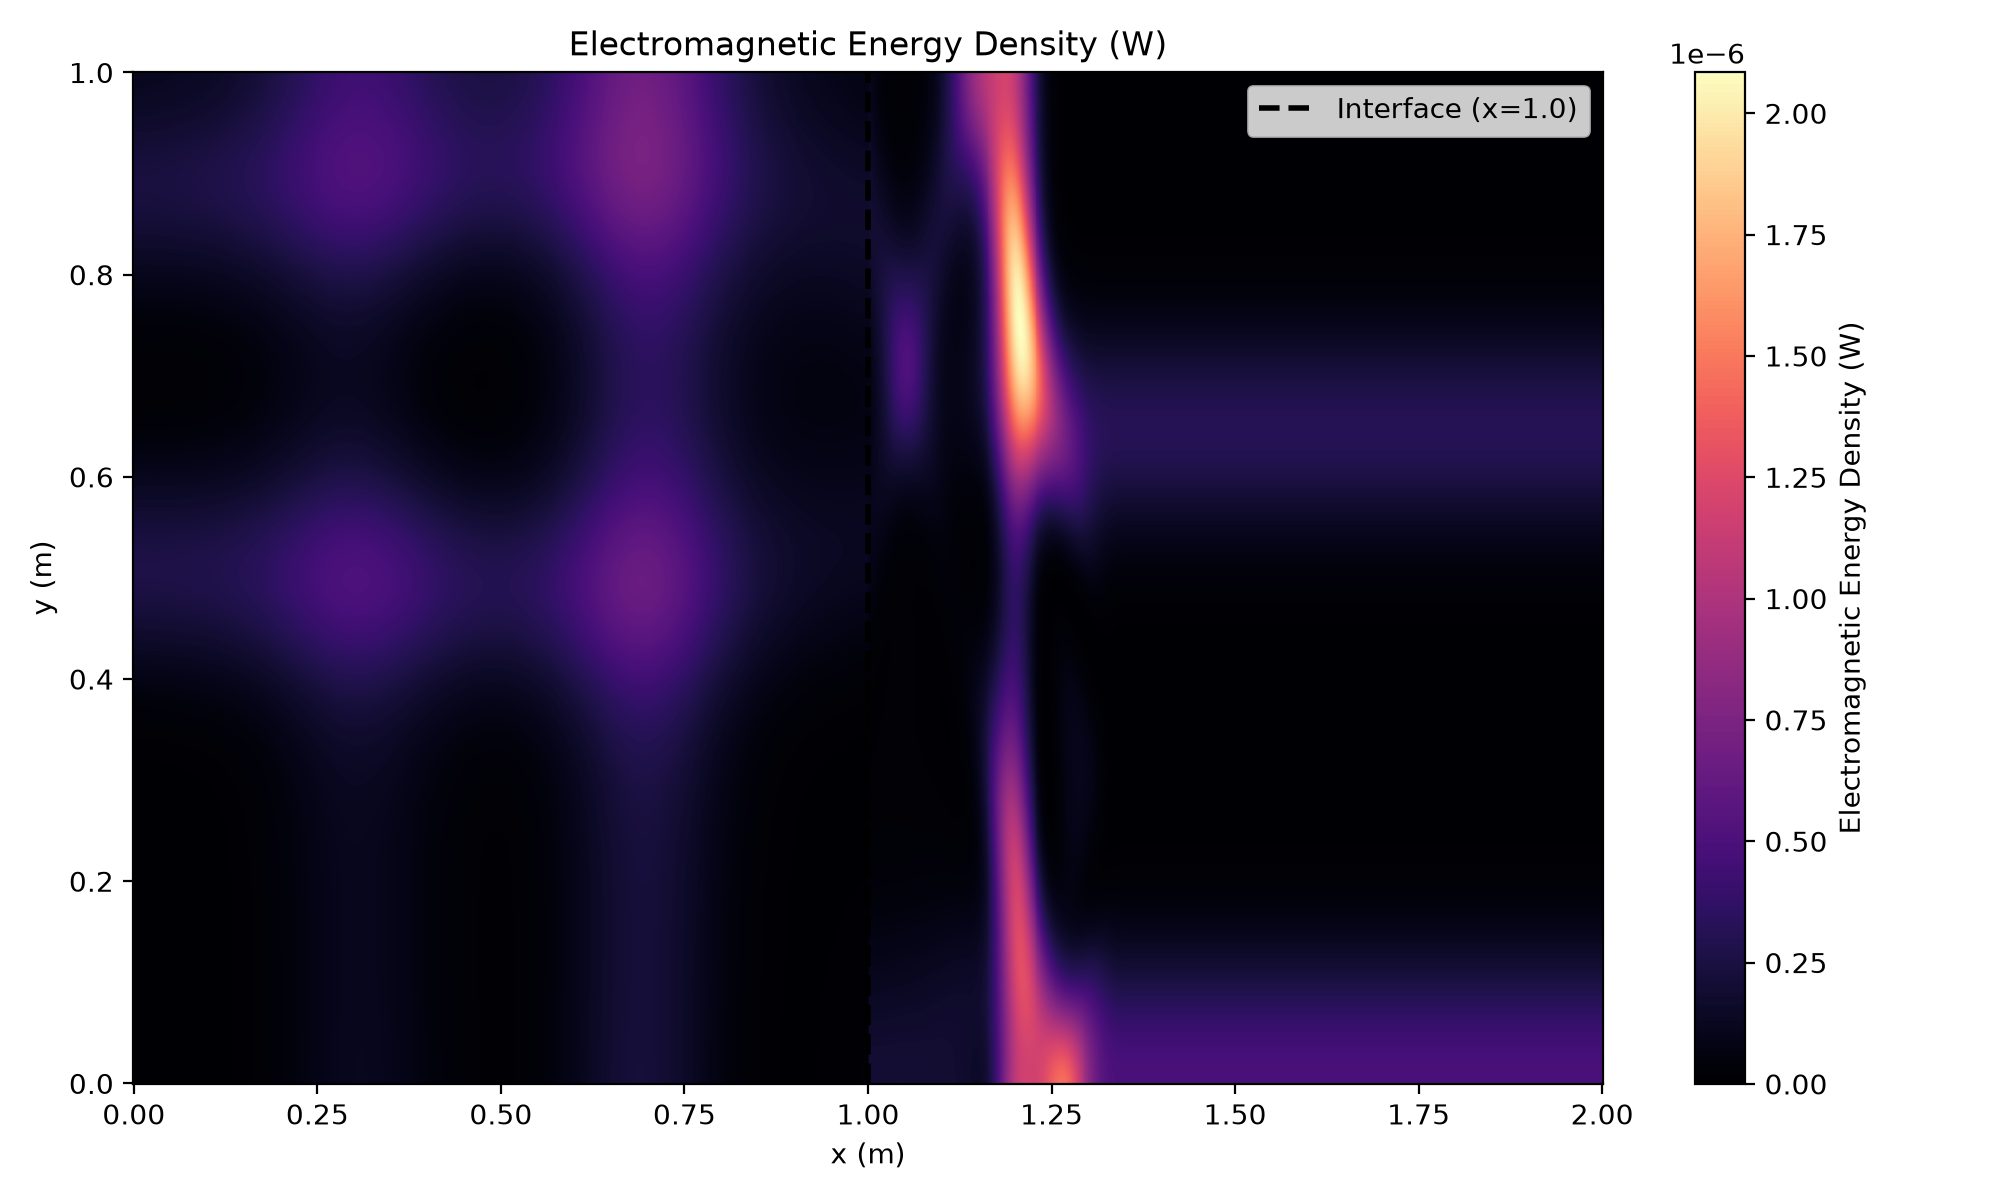 Electromagnetic Energy Density (W)
1e−6
Interface (x=1.0)
1.0
0.8
0.6
0.4
0.2
0.0
y (m)
0.00 0.25 0.50 0.75 1.00 1.25 1.50 1.75 2.00
x (m)
2.00
1.75
1.50
1.25
1.00
0.75
0.50
0.25
0.00
Electromagnetic Energy Density (W)